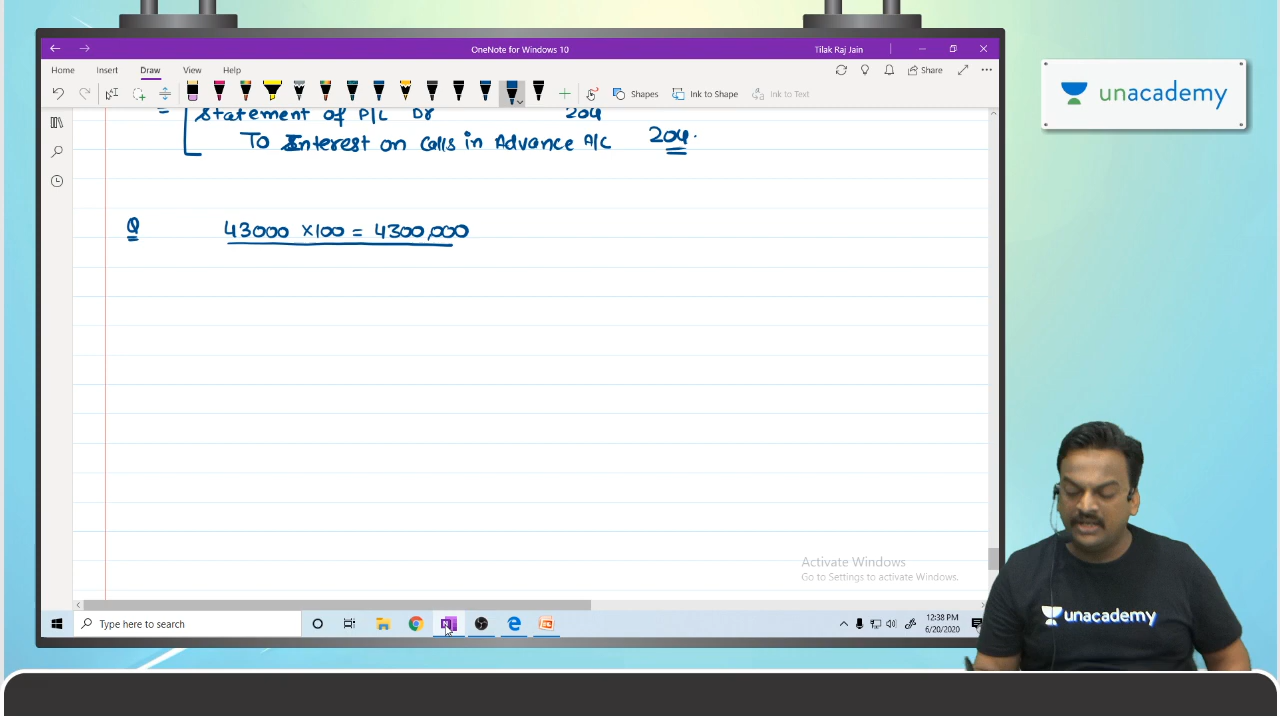 OneNote for Windows 10
Tilak Raj Jain
Home Insert Draw View Help
Share
Shapes Ink to Shape Ink to Text
unacademy
Statement of P/L Dr 204
To Interest on Calls in Advance A/C 204.
Q 43000 ×100 = 4300,000
Activate Windows
Go to Settings to activate Windows.
unacademy
Type here to search
12:38 PM
6/20/2020